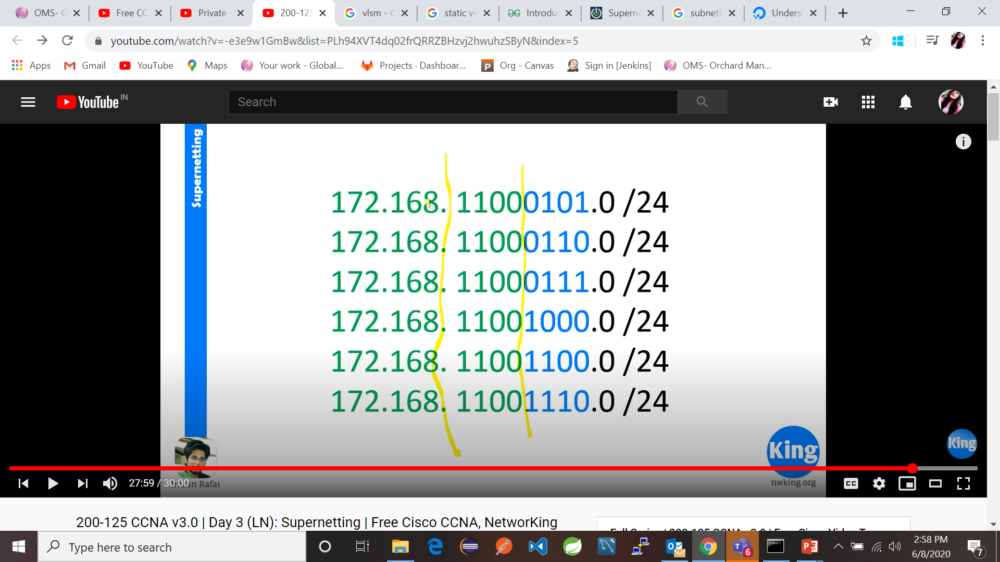 OMS- C
Free CC
Private
200-125
vlsm - G
static vs
Introdu
Superne
subnett
Unders
youtube.com/watch?v=-e3e9w1GmBw&list=PLh94XVT4dq02frQRRZBHzvj2hwuhzSByN&index=5
Apps
Gmail
YouTube
Maps
Your work - Global...
Projects · Dashboar...
Org - Canvas
Sign in [Jenkins]
OMS- Orchard Man...
YouTube IN
Search
Supernetting
172.168. 11000101.0 /24
172.168. 11000110.0 /24
172.168. 11000111.0 /24
172.168. 11001000.0 /24
172.168. 11001100.0 /24
172.168. 11001110.0 /24
King
King
27:59 / 30:00
Rafai
nwking.org
CC
200-125 CCNA v3.0 | Day 3 (LN): Supernetting | Free Cisco CCNA, NetworKing
Type here to search
6
2:58 PM
6/8/2020
7